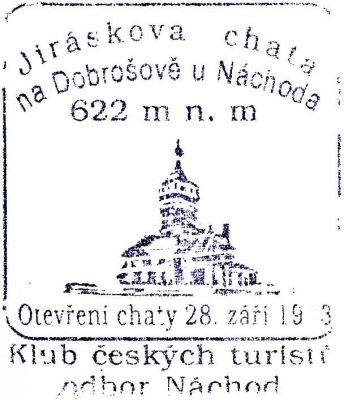 Jiráskova chata
na Dobrošově u Náchoda
622 m n. m
Otevření chaty 28. září
Klub českých turistů
odbor Náchod